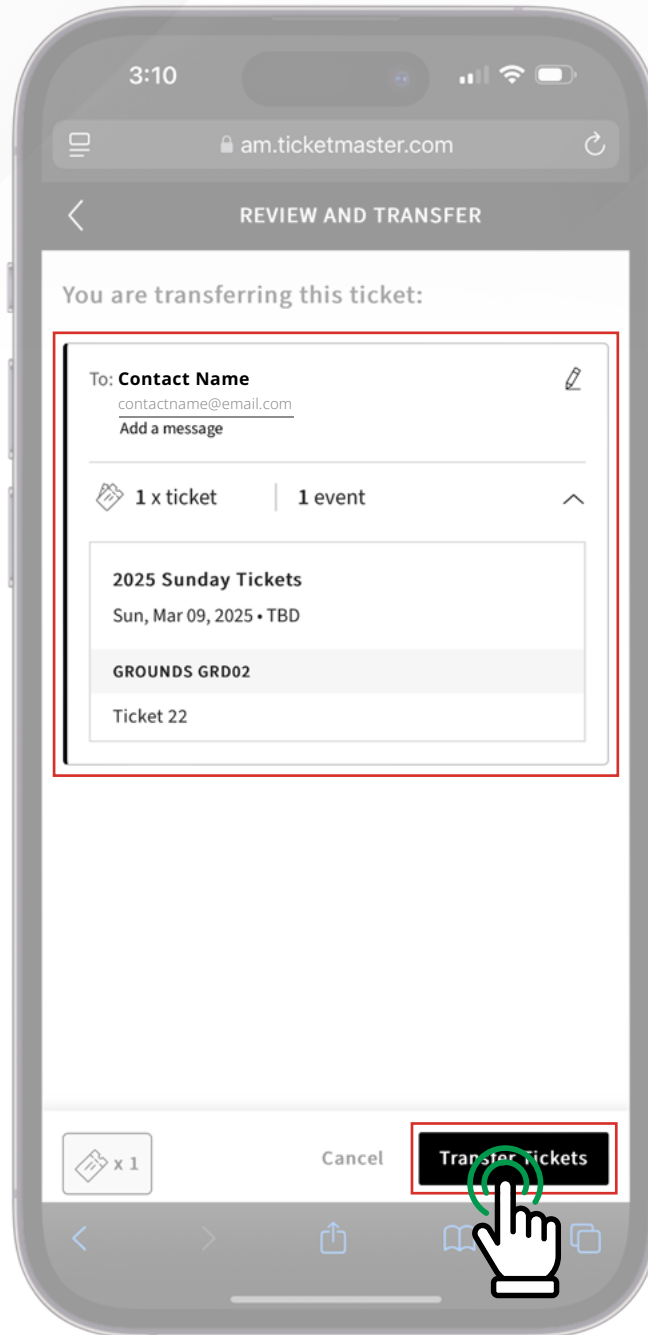 3:10
am.ticketmaster.com
REVIEW AND TRANSFER
You are transferring this ticket:
To: Contact Name
contactname@email.com
Add a message
1 x ticket | 1 event
2025 Sunday Tickets
Sun, Mar 09, 2025 • TBD
GROUNDS GRD02
Ticket 22
x 1
Cancel
Transfer Tickets